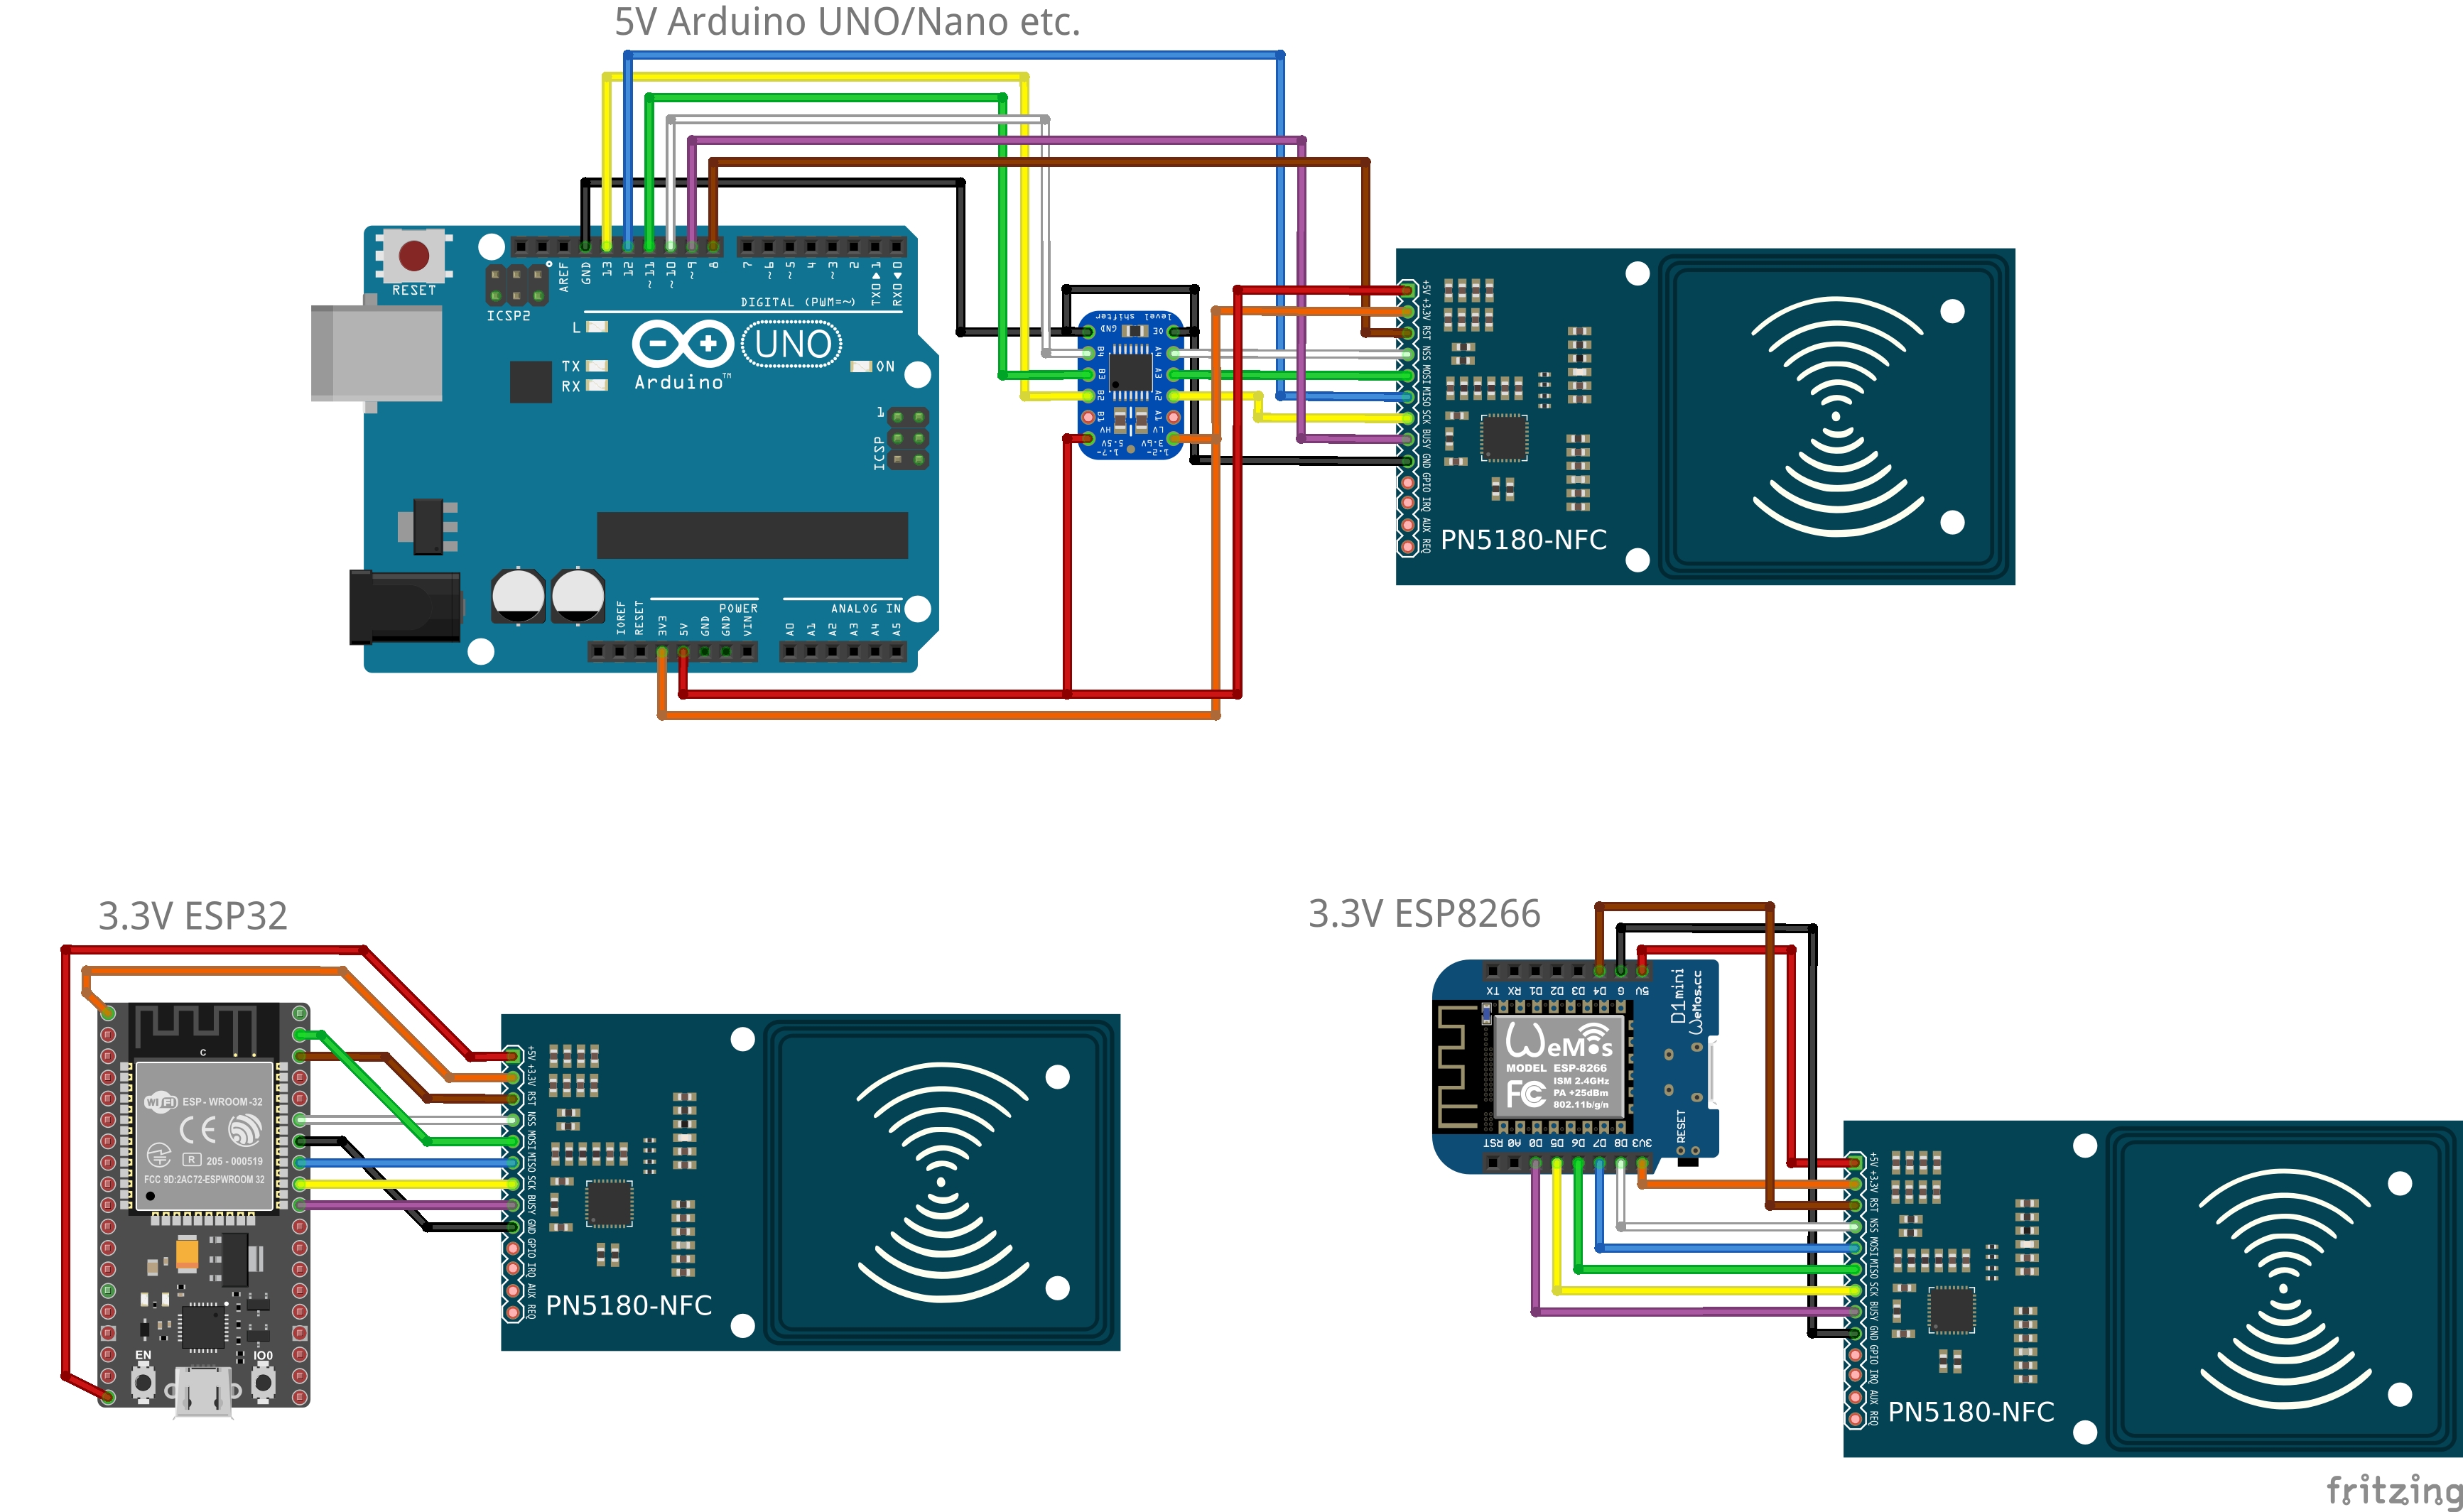 5V Arduino UNO/Nano etc.
RESET
ICSP2
AREF
GND
13
12
~11
~10
~9
8
7
~6
~5
4
~3
2
TX0▶1
RX0◀0
DIGITAL (PWM=~)
L
TX
RX
UNO
Arduino™
ON
1
ICSP
IOREF
RESET
3V3
5V
GND
GND
VIN
POWER
A0
A1
A2
A3
A4
A5
ANALOG IN
level shifter
GND
OE
B4
A4
B3
A3
B2
A2
B1
A1
HV
LV
1.7-
5.5V
1.2-
3.6V
+5V
+3.3V
RST
NSS
MOSI
MISO
SCK
BUSY
GND
GPIO
IRQ
AUX
REQ
PN5180-NFC
3.3V ESP32
C
WiFi
ESP-WROOM-32
CE
R 205-000519
FCC 9D:2AC72-ESPWROOM 32
EN
IO0
+5V
+3.3V
RST
NSS
MOSI
MISO
SCK
BUSY
GND
GPIO
IRQ
AUX
REQ
PN5180-NFC
3.3V ESP8266
TX
RX
D1
D2
D3
D4
G
5V
D1mini
WeMos.cc
WeMos
MODEL ESP-8266
FC
ISM 2.4GHz
PA +25dBm
802.11b/g/n
RST
A0
D0
D5
D6
D7
D8
3V3
RESET
+5V
+3.3V
RST
NSS
MOSI
MISO
SCK
BUSY
GND
GPIO
IRQ
AUX
REQ
PN5180-NFC
fritzing